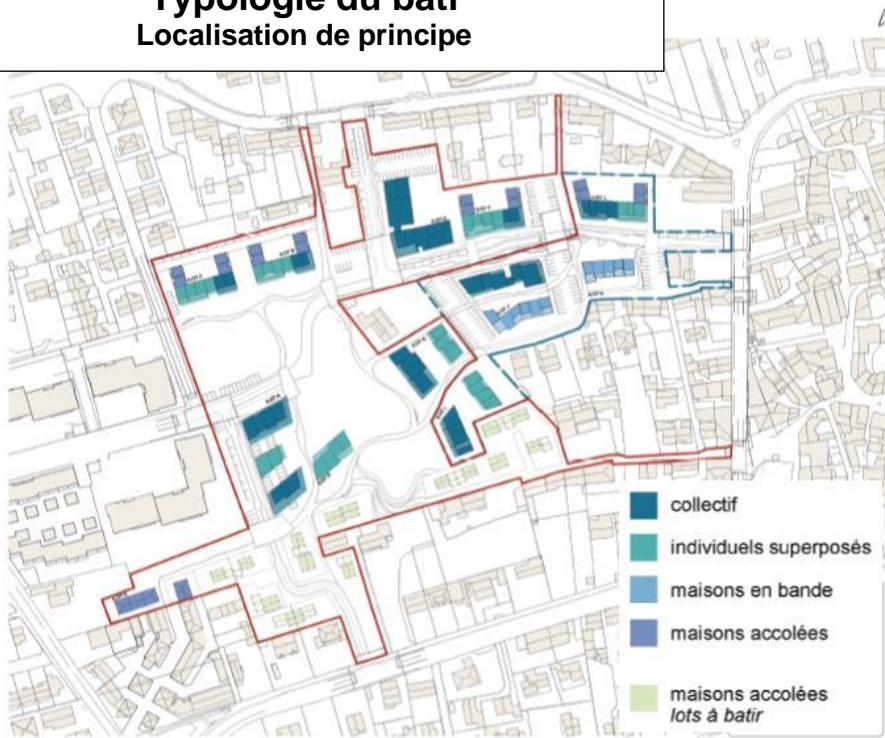 Typologie du bâti
Localisation de principe
collectif
individuels superposés
maisons en bande
maisons accolées
maisons accolées
lots à batir